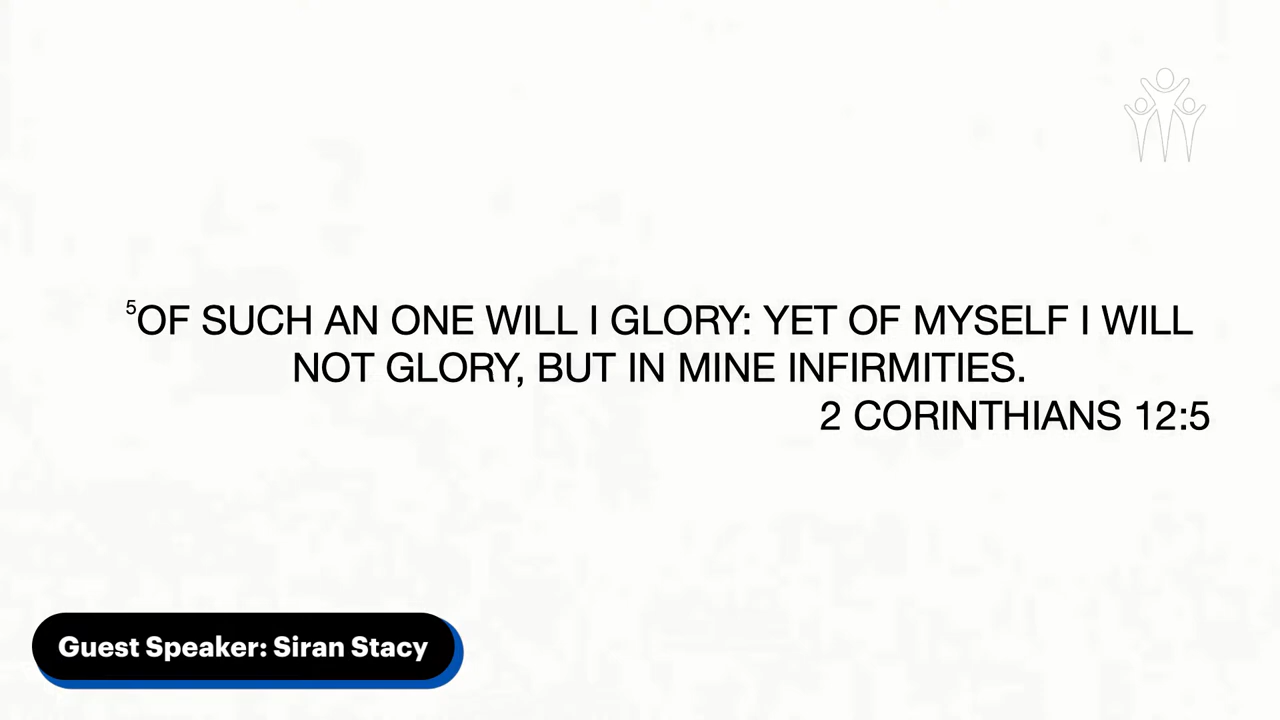 ⁵OF SUCH AN ONE WILL I GLORY: YET OF MYSELF I WILL
NOT GLORY, BUT IN MINE INFIRMITIES.
2 CORINTHIANS 12:5
Guest Speaker: Siran Stacy